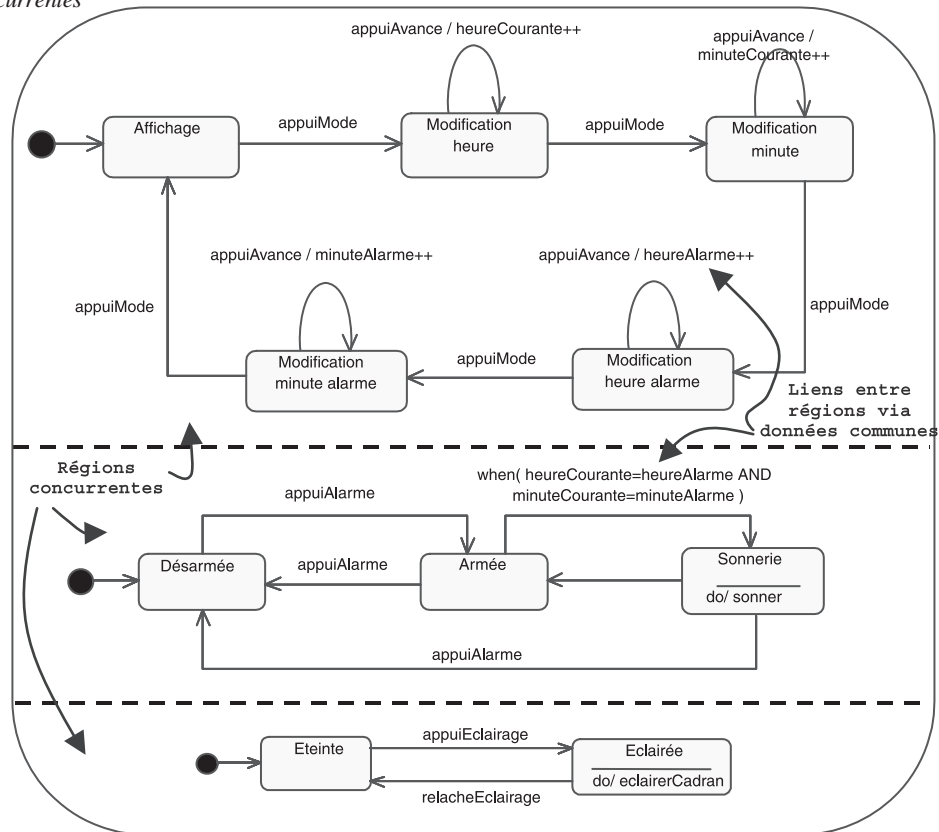 currentes
appuiAvance / heureCourante++
appuiAvance /
minuteCourante++
Affichage
appuiMode
Modification
heure
appuiMode
Modification
minute
appuiAvance / minuteAlarme++
appuiAvance / heureAlarme++
appuiMode
appuiMode
Modification
minute alarme
appuiMode
Modification
heure alarme
Liens entre
régions via
données communes
Régions
concurrentes
when( heureCourante=heureAlarme AND
minuteCourante=minuteAlarme )
appuiAlarme
Désarmée
appuiAlarme
Armée
Sonnerie
do/ sonner
appuiAlarme
Eteinte
appuiEclairage
Eclairée
do/ eclairerCadran
relacheEclairage